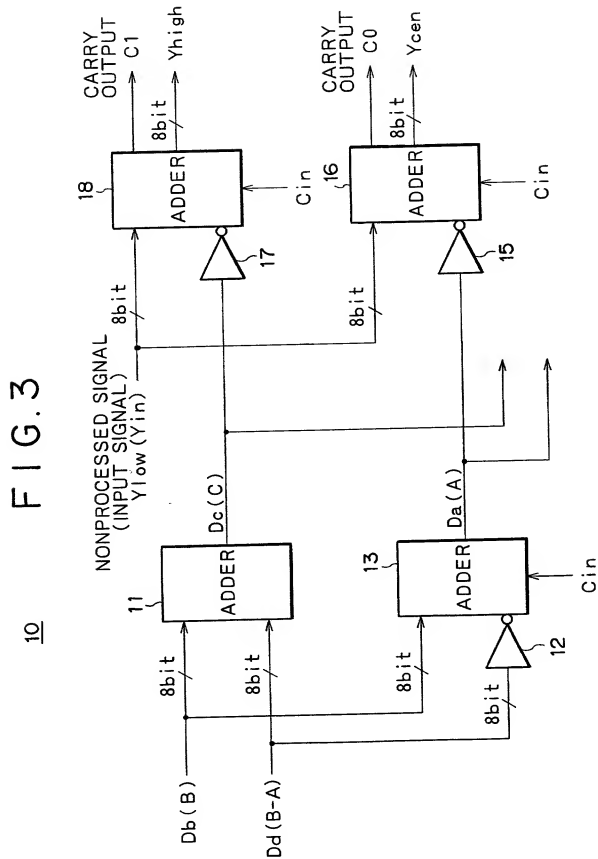 FIG.3
10
NONPROCESSED SIGNAL
(INPUT SIGNAL)
Ylow(Yin)
Db(B)
Dd(B-A)
8bit
8bit
11
ADDER
Dc(C)
8bit
17
18
ADDER
Cin
CARRY
OUTPUT
C1
8bit
Yhigh
8bit
8bit
12
13
ADDER
Cin
Da(A)
8bit
15
16
ADDER
Cin
CARRY
OUTPUT
C0
8bit
Ycen